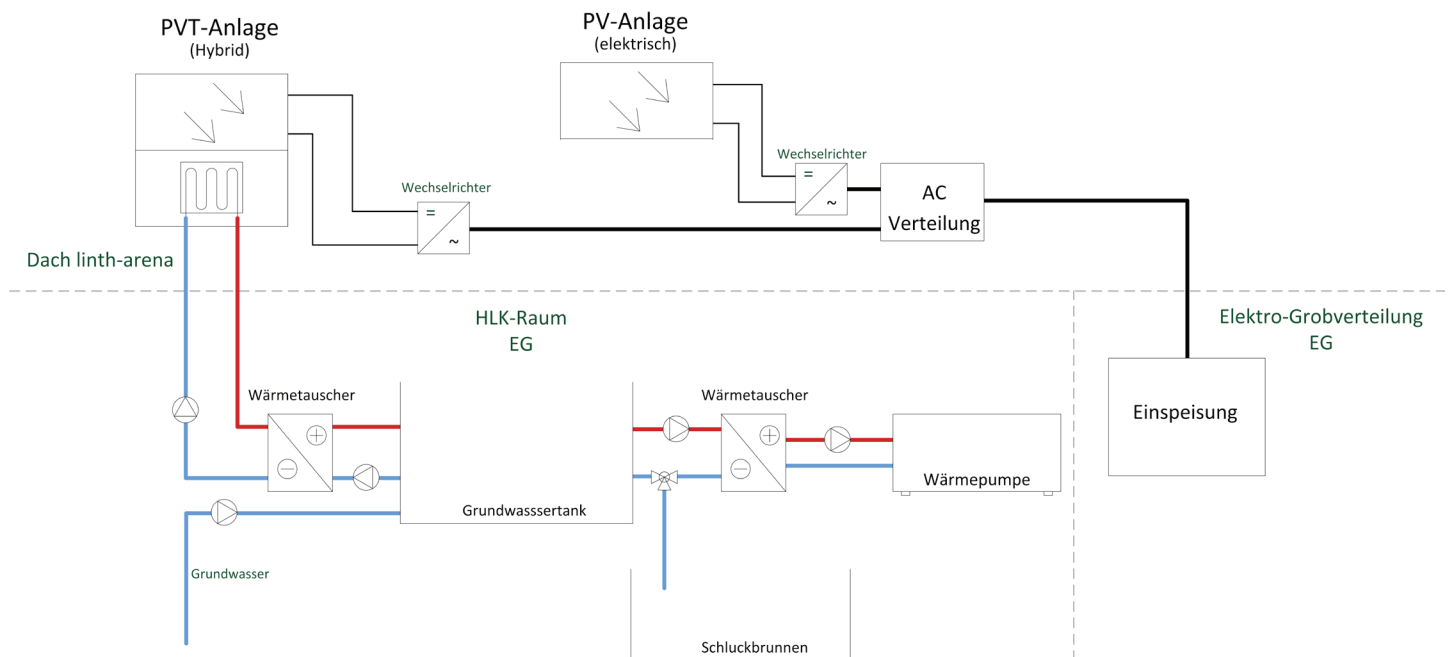 PVT-Anlage
(Hybrid)
PV-Anlage
(elektrisch)
Wechselrichter
=
~
Wechselrichter
=
~
AC
Verteilung
Dach linth-arena
HLK-Raum
EG
Elektro-Grobverteilung
EG
Wärmetauscher
+
−
Wärmetauscher
+
−
Einspeisung
Wärmepumpe
Grundwasssertank
Grundwasser
Schluckbrunnen